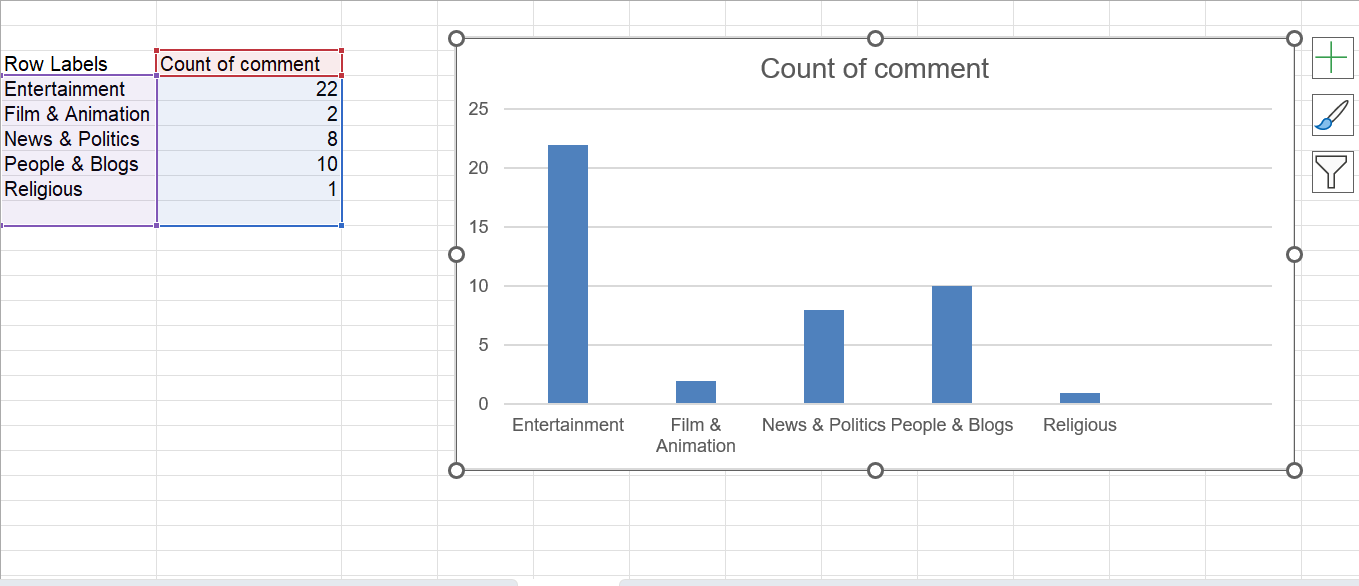 Row Labels Count of comment
Entertainment 22
Film & Animation 2
News & Politics 8
People & Blogs 10
Religious 1
Count of comment
25
20
15
10
5
0
Entertainment Film & Animation News & Politics People & Blogs Religious